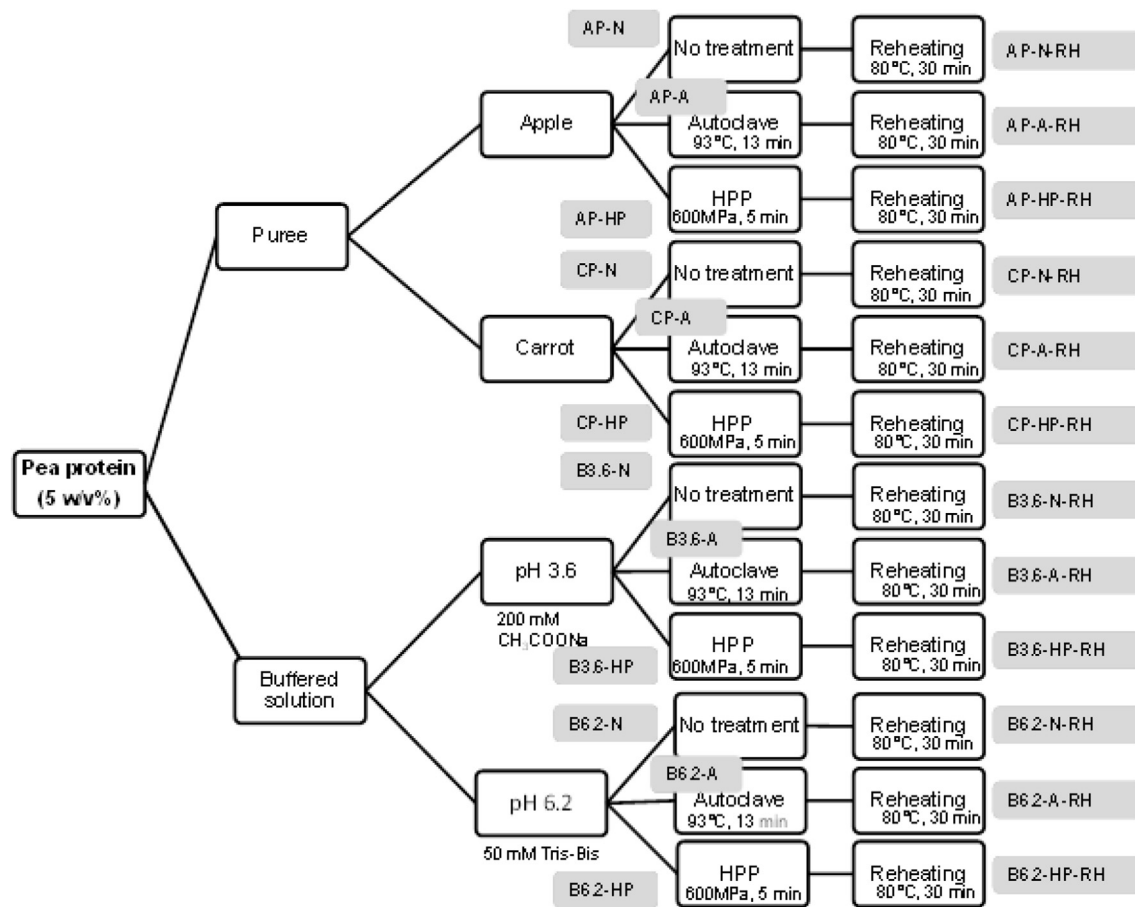 AP-N
No treatment
Reheating
80°C, 30 min
AP-N-RH
Apple
AP-A
Autoclave
93°C, 13 min
Reheating
80°C, 30 min
AP-A-RH
AP-HP
HPP
600MPa, 5 min
Reheating
80°C, 30 min
AP-HP-RH
Puree
CP-N
No treatment
Reheating
80°C, 30 min
CP-N-RH
Carrot
CP-A
Autoclave
93°C, 13 min
Reheating
80°C, 30 min
CP-A-RH
CP-HP
HPP
600MPa, 5 min
Reheating
80°C, 30 min
CP-HP-RH
Pea protein
(5 w/v%)
B3.6-N
No treatment
Reheating
80°C, 30 min
B3.6-N-RH
pH 3.6
200 mM
CH₃COONa
B3.6-A
Autoclave
93°C, 13 min
Reheating
80°C, 30 min
B3.6-A-RH
B3.6-HP
HPP
600MPa, 5 min
Reheating
80°C, 30 min
B3.6-HP-RH
Buffered
solution
B6.2-N
No treatment
Reheating
80°C, 30 min
B6.2-N-RH
pH 6.2
50 mM Tris-Bis
B6.2-A
Autoclave
93°C, 13 min
Reheating
80°C, 30 min
B6.2-A-RH
B6.2-HP
HPP
600MPa, 5 min
Reheating
80°C, 30 min
B6.2-HP-RH